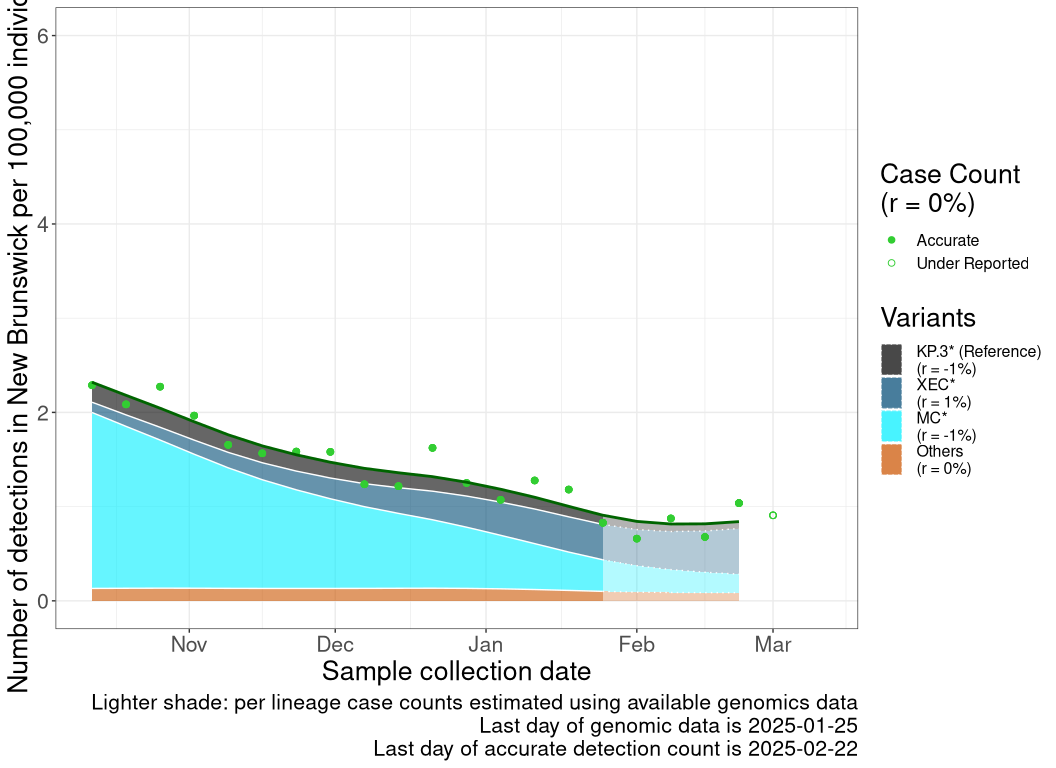 Number of detections in New Brunswick per 100,000
6
4
2
0
Nov Dec Jan Feb Mar
Sample collection date
Lighter shade: per lineage case counts estimated using available genomics data
Last day of genomic data is 2025-01-25
Last day of accurate detection count is 2025-02-22
Case Count
(r = 0%)
Accurate
Under Reported
Variants
KP.3* (Reference)
(r = -1%)
XEC*
(r = 1%)
MC*
(r = -1%)
Others
(r = 0%)